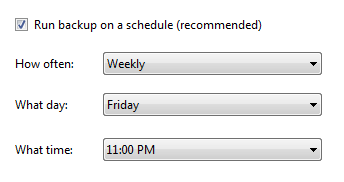 Run backup on a schedule (recommended)
How often: Weekly
What day: Friday
What time: 11:00 PM